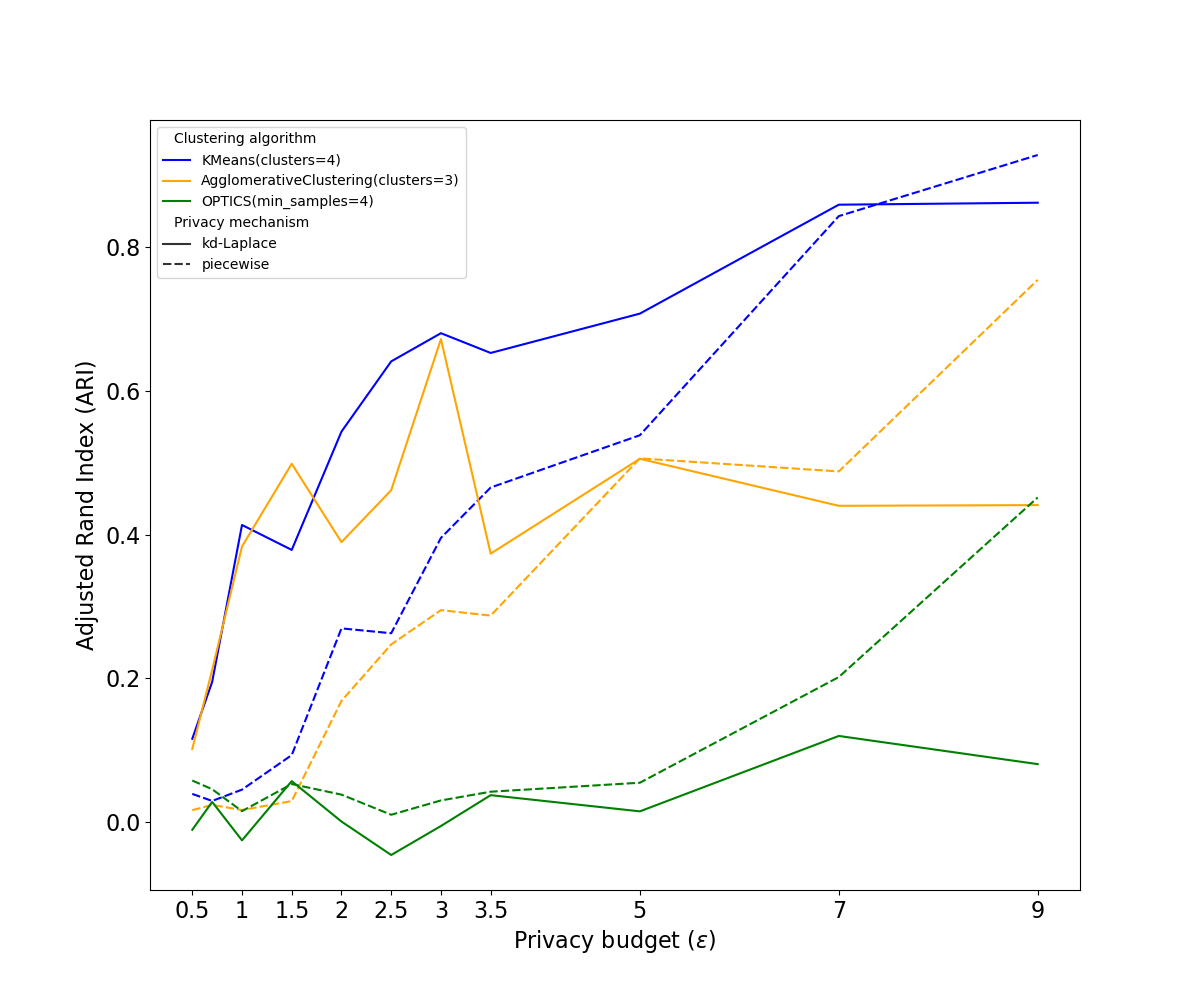 Clustering algorithm
KMeans(clusters=4)
AgglomerativeClustering(clusters=3)
OPTICS(min_samples=4)
Privacy mechanism
kd-Laplace
piecewise
Adjusted Rand Index (ARI)
0.8
0.6
0.4
0.2
0.0
0.5 1 1.5 2 2.5 3 3.5 5 7 9
Privacy budget (ε)